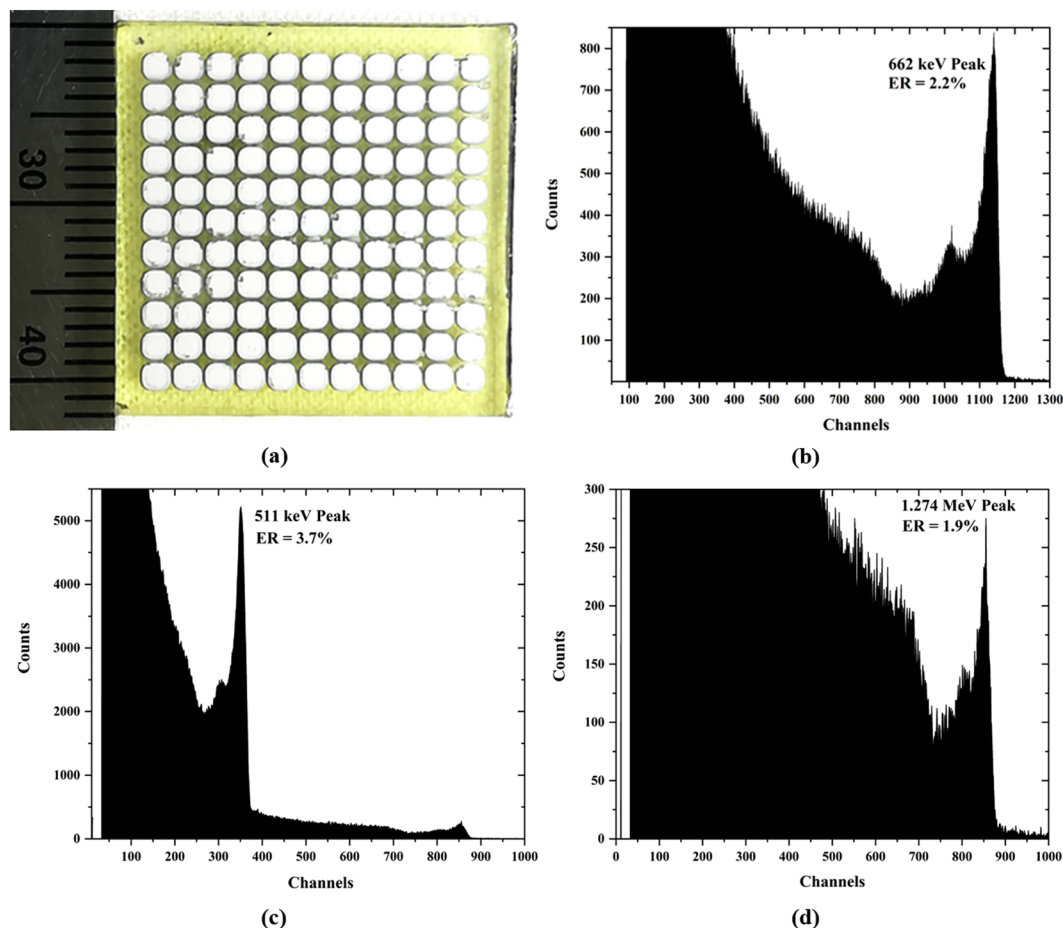 30
40
(a)
850
800
700
600
500
400
300
200
100
Counts
662 keV Peak
ER = 2.2%
100 200 300 400 500 600 700 800 900 1000 1100 1200 1300
Channels
(b)
5000
4000
3000
2000
1000
0
Counts
511 keV Peak
ER = 3.7%
100 200 300 400 500 600 700 800 900 1000
Channels
(c)
300
250
200
150
100
50
0
Counts
1.274 MeV Peak
ER = 1.9%
0 100 200 300 400 500 600 700 800 900 1000
Channels
(d)